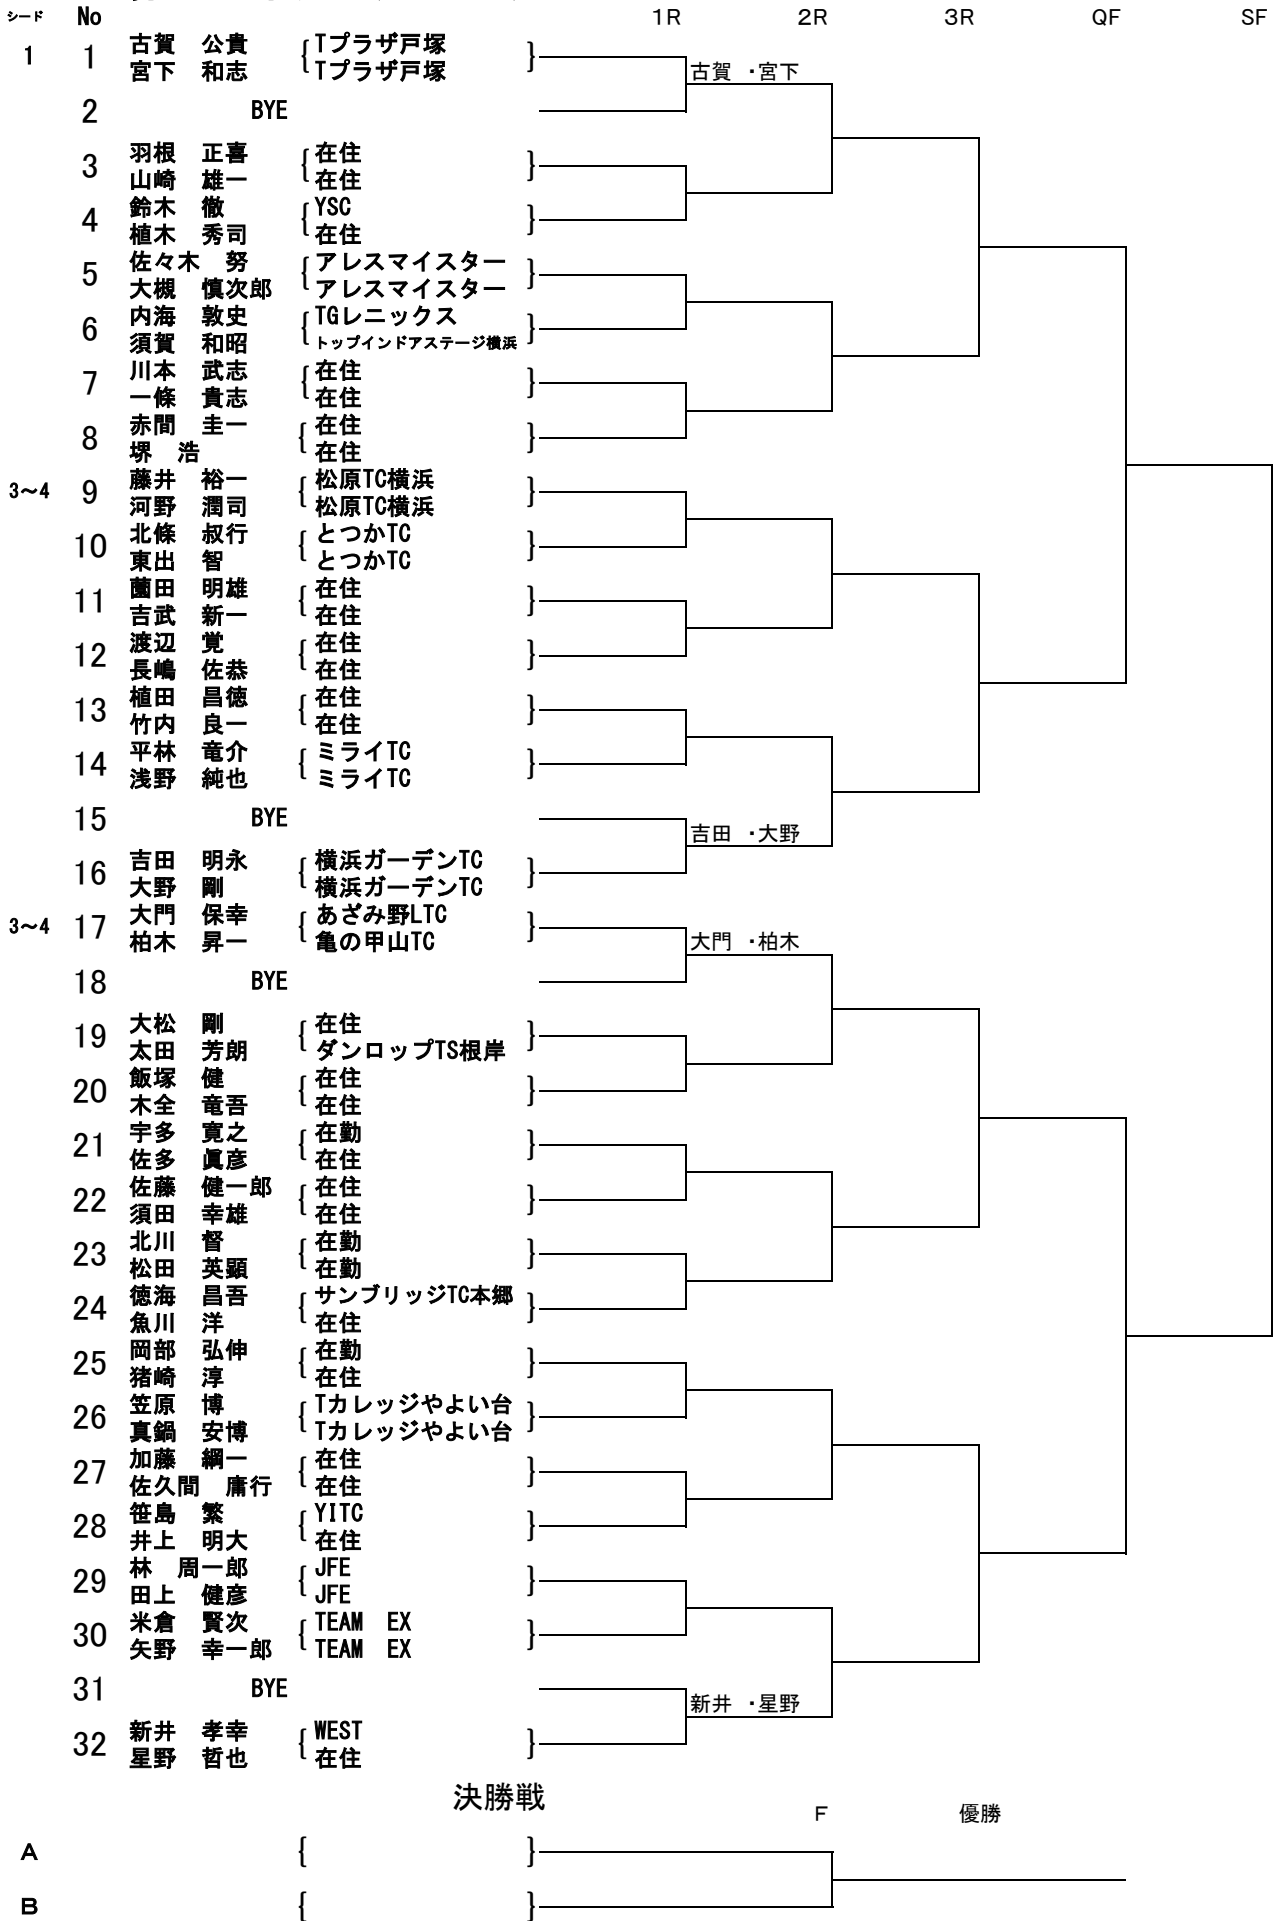 シード No 1R 2R 3R QF SF
1 1 古賀 公貴 { Tプラザ戸塚 }
宮下 和志 Tプラザ戸塚
古賀 ・宮下
2 BYE
3 羽根 正喜 { 在住 }
山崎 雄一 在住
4 鈴木 徹 { YSC }
植木 秀司 在住
5 佐々木 努 { アレスマイスター }
大槻 慎次郎 アレスマイスター
6 内海 敦史 { TGレニックス }
須賀 和昭 トップインドアステージ横浜
7 川本 武志 { 在住 }
一條 貴志 在住
8 赤間 圭一 { 在住 }
堺 浩 在住
3～4 9 藤井 裕一 { 松原TC横浜 }
河野 潤司 松原TC横浜
10 北條 叔行 { とつかTC }
東出 智 とつかTC
11 薗田 明雄 { 在住 }
吉武 新一 在住
12 渡辺 覚 { 在住 }
長嶋 佐恭 在住
13 植田 昌徳 { 在住 }
竹内 良一 在住
14 平林 竜介 { ミライTC }
浅野 純也 ミライTC
15 BYE
吉田 ・大野
16 吉田 明永 { 横浜ガーデンTC }
大野 剛 横浜ガーデンTC
3～4 17 大門 保幸 { あざみ野LTC }
柏木 昇一 亀の甲山TC
大門 ・柏木
18 BYE
19 大松 剛 { 在住 }
太田 芳朗 ダンロップTS根岸
20 飯塚 健 { 在住 }
木全 竜吾 在住
21 宇多 寛之 { 在勤 }
佐多 眞彦 在住
22 佐藤 健一郎 { 在住 }
須田 幸雄 在住
23 北川 督 { 在勤 }
松田 英顕 在勤
24 徳海 昌吾 { サンブリッジTC本郷 }
魚川 洋 在住
25 岡部 弘伸 { 在勤 }
猪崎 淳 在住
26 笠原 博 { Tカレッジやよい台 }
真鍋 安博 Tカレッジやよい台
27 加藤 綱一 { 在住 }
佐久間 庸行 在住
28 笹島 繁 { YITC }
井上 明大 在住
29 林 周一郎 { JFE }
田上 健彦 JFE
30 米倉 賢次 { TEAM EX }
矢野 幸一郎 TEAM EX
31 BYE
新井 ・星野
32 新井 孝幸 { WEST }
星野 哲也 在住
決勝戦
F 優勝
A { }
B { }